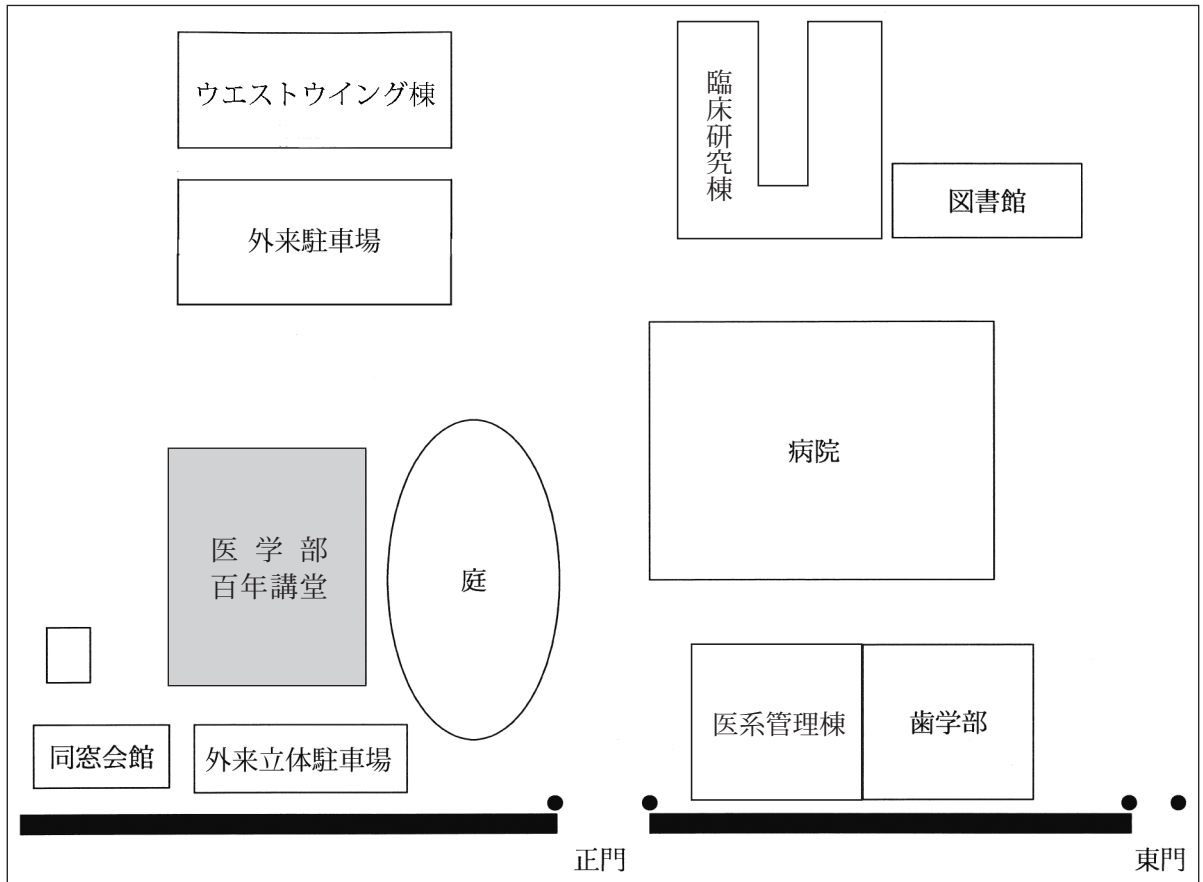 ウエストウイング棟
臨床研究棟
図書館
外来駐車場
病院
医学部
百年講堂
庭
医系管理棟
歯学部
同窓会館
外来立体駐車場
正門
東門